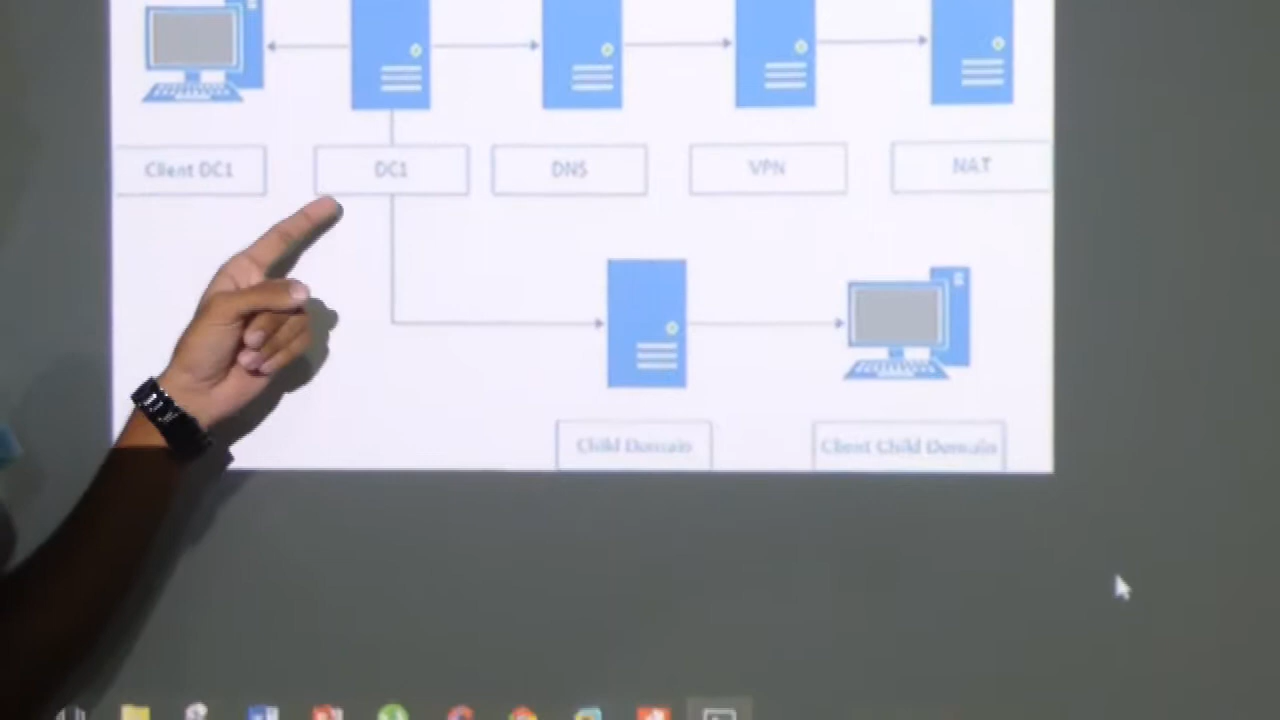 Client DC1
DC1
DNS
VPN
NAT
Child Domain
Client Child Domain